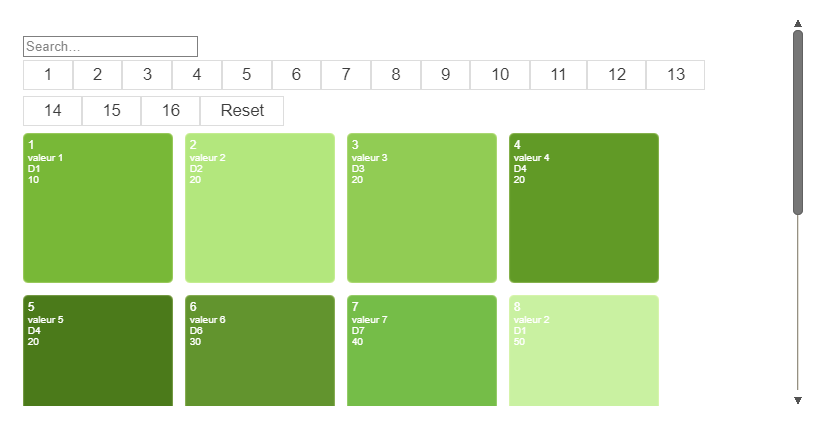 Search...
1 2 3 4 5 6 7 8 9 10 11 12 13
14 15 16 Reset
1
valeur 1
D1
10
2
valeur 2
D2
20
3
valeur 3
D3
20
4
valeur 4
D4
20
5
valeur 5
D4
20
6
valeur 6
D6
30
7
valeur 7
D7
40
8
valeur 2
D1
50